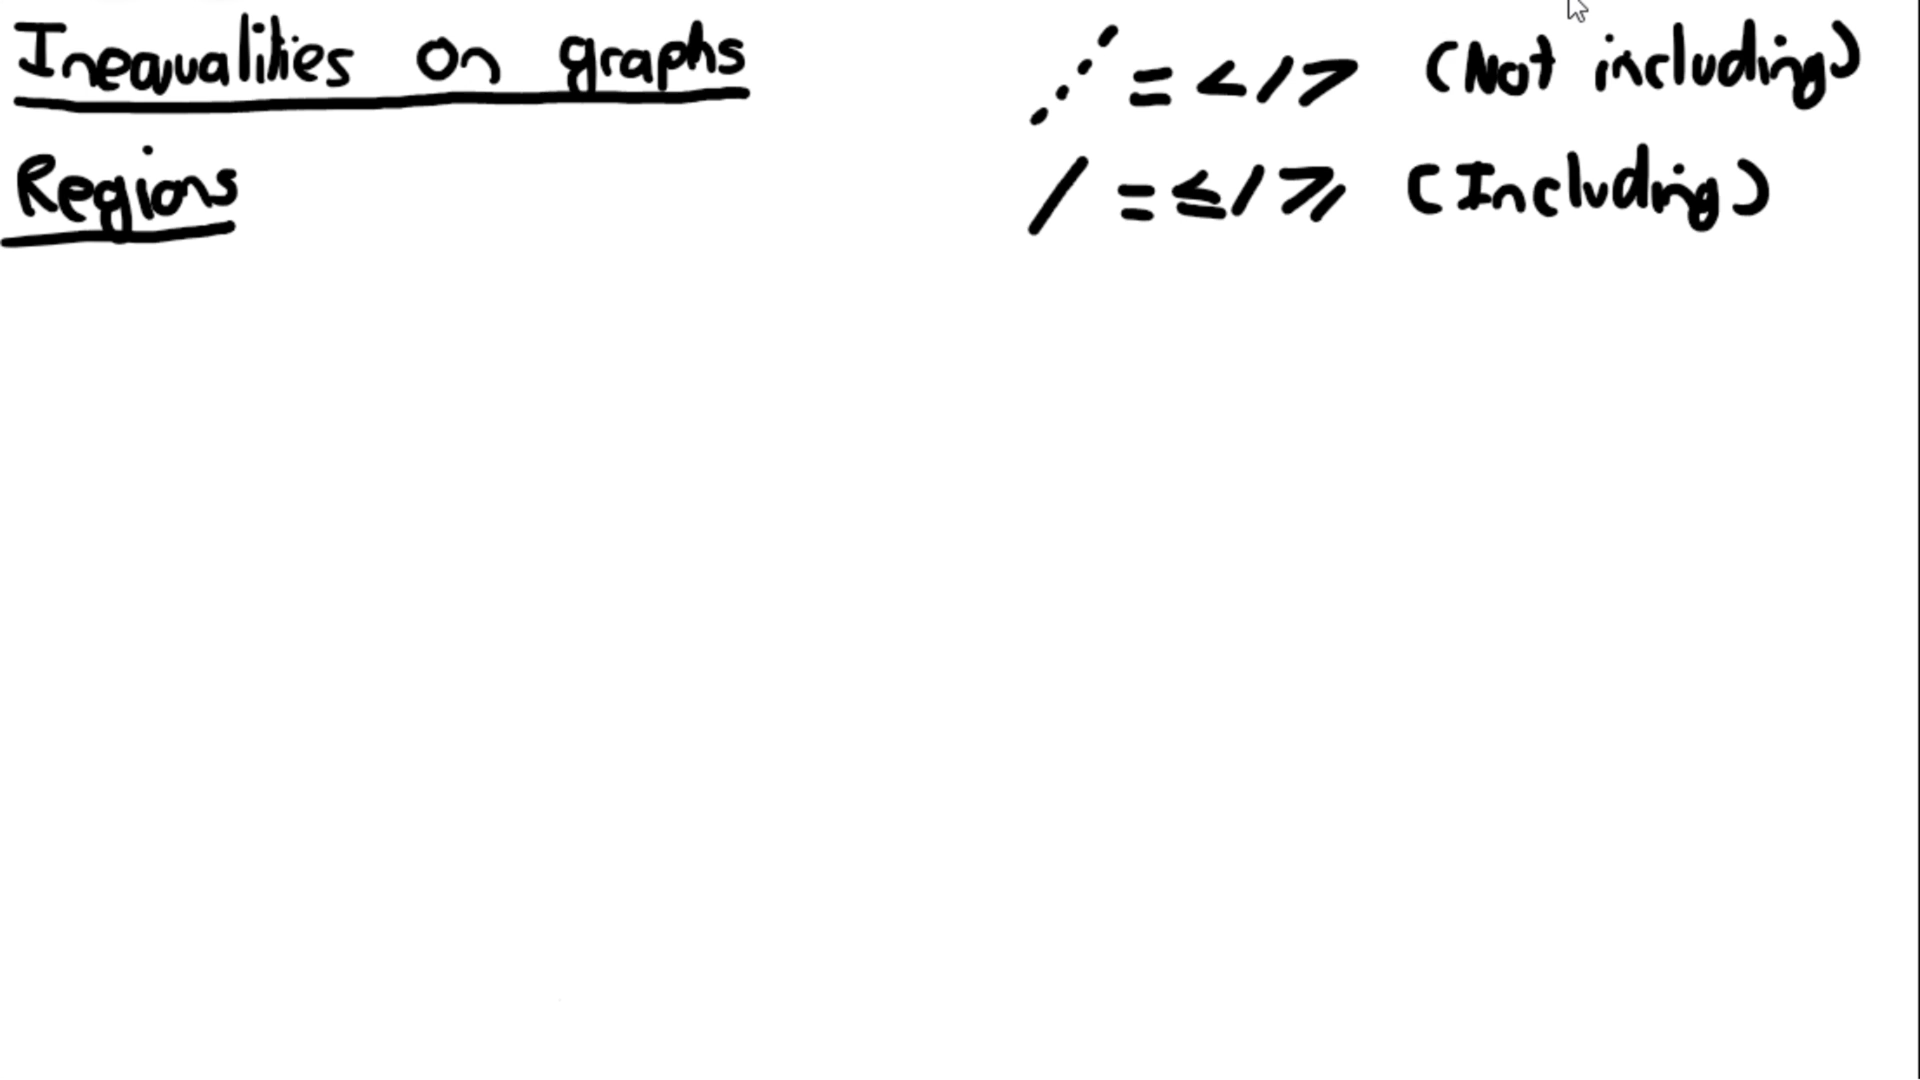 Inequalities on graphs
= < / > (Not including)
Regions
/ = ≤ / ≥ (Including)